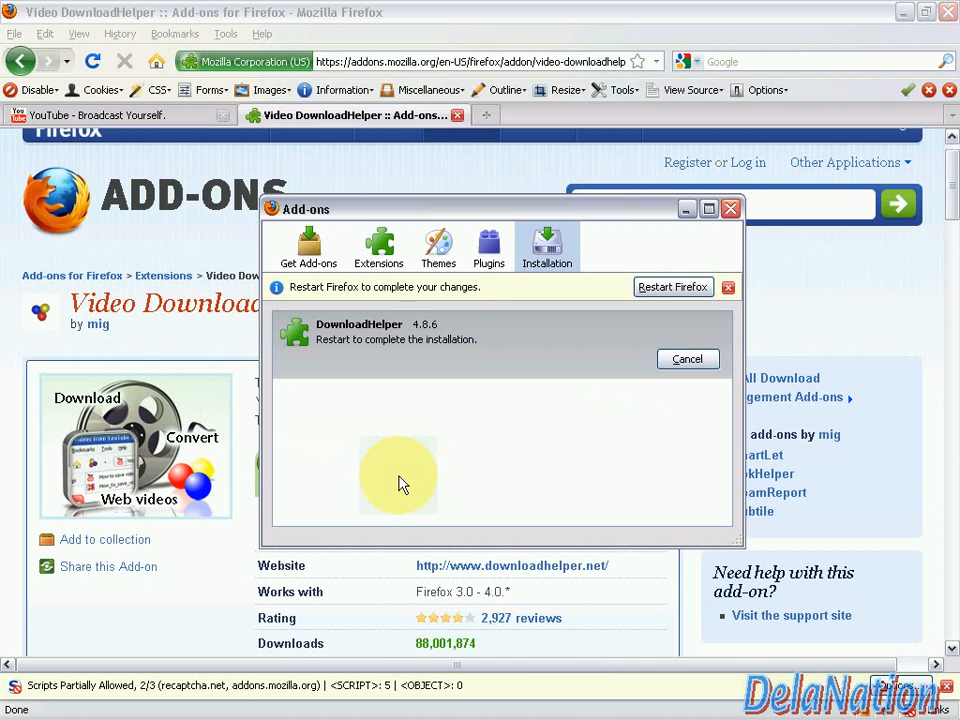 Video DownloadHelper :: Add-ons for Firefox - Mozilla Firefox
File Edit View History Bookmarks Tools Help
Mozilla Corporation (US) https://addons.mozilla.org/en-US/firefox/addon/video-downloadhelp Google
Disable Cookies CSS Forms Images Information Miscellaneous Outline Resize Tools View Source Options
YouTube - Broadcast Yourself. Video DownloadHelper :: Add-ons...
Firefox
Register or Log in Other Applications
ADD-ONS
Add-ons
Get Add-ons Extensions Themes Plugins Installation
Add-ons for Firefox > Extensions > Video Dow
Restart Firefox to complete your changes. Restart Firefox
Video Download
by mig
DownloadHelper 4.8.6
Restart to complete the installation.
Cancel
Download
Convert
Web videos
All Download
gement Add-ons
add-ons by mig
artLet
kHelper
amReport
btile
Add to collection
Share this Add-on
Website http://www.downloadhelper.net/
Works with Firefox 3.0 - 4.0.*
Rating 2,927 reviews
Downloads 88,001,874
Need help with this
add-on?
Visit the support site
Scripts Partially Allowed, 2/3 (recaptcha.net, addons.mozilla.org) | <SCRIPT>: 5 | <OBJECT>: 0
DelaNation
Done